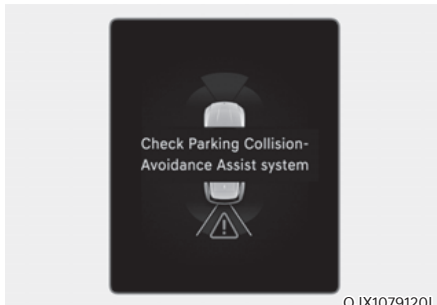 Check Parking Collision-
Avoidance Assist system
OJX1079120L